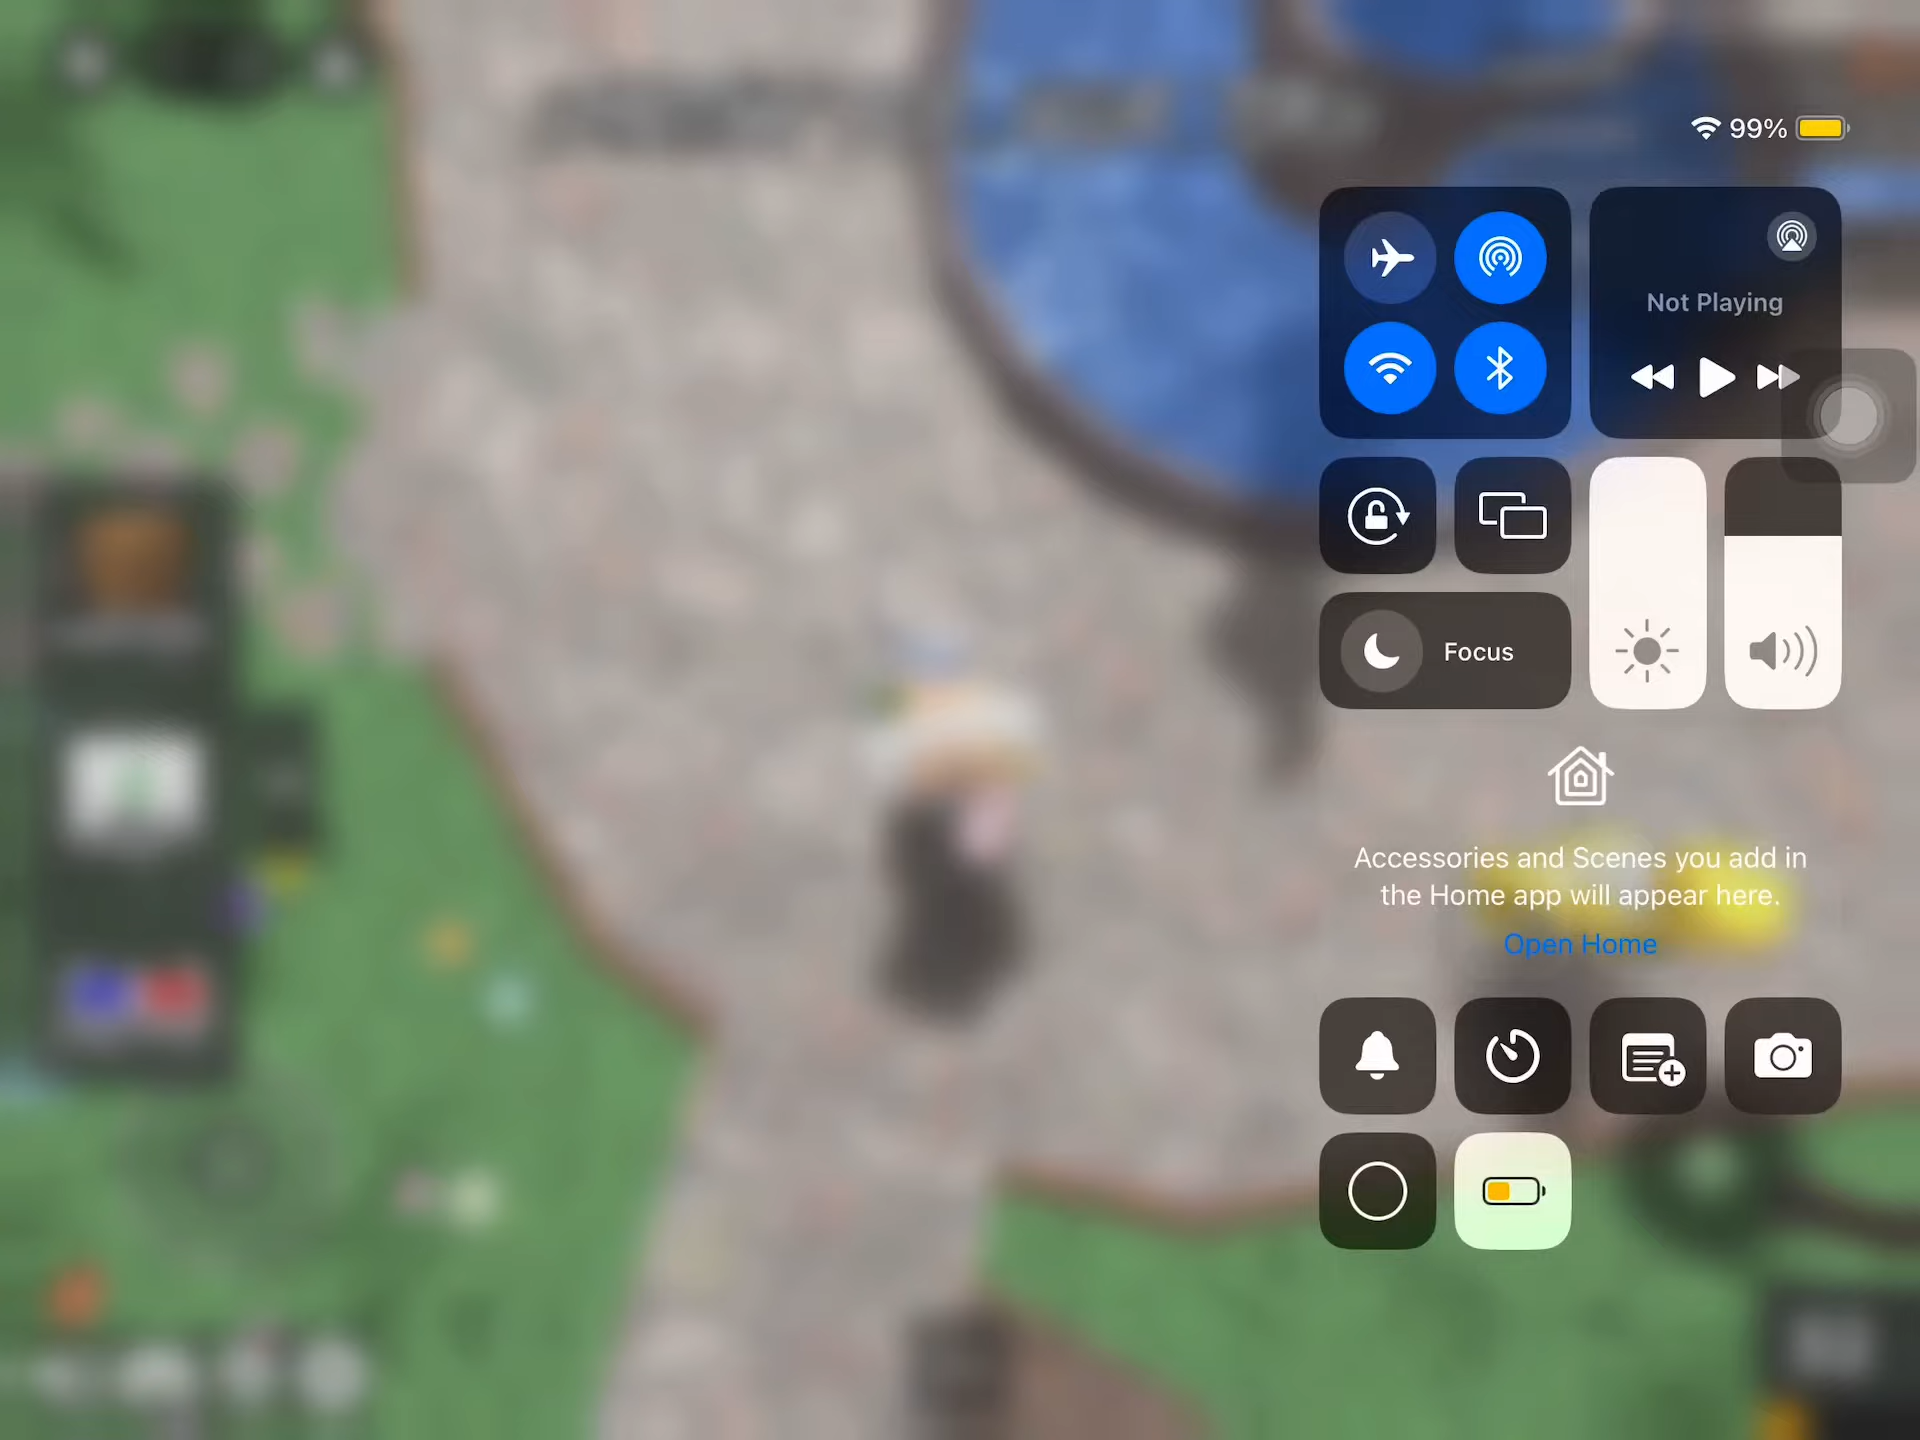 99%
Not Playing
Focus
Accessories and Scenes you add in
the Home app will appear here.
Open Home